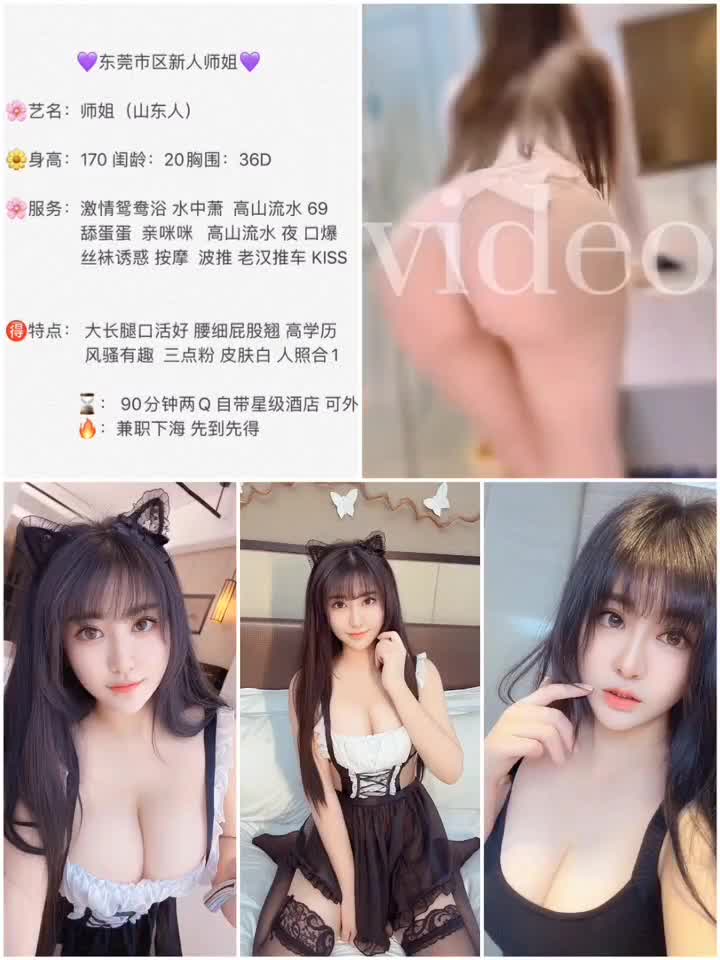 💜东莞市区新人师姐💜
🌸艺名：师姐（山东人）
🌼身高：170 闺龄：20胸围：36D
🌸服务：激情鸳鸯浴 水中萧 高山流水 69
舔蛋蛋 亲咪咪 高山流水 夜 口爆
丝袜诱惑 按摩 波推 老汉推车 KISS
🉐特点： 大长腿口活好 腰细屁股翘 高学历
风骚有趣 三点粉 皮肤白 人照合1
⏳： 90分钟两Q 自带星级酒店 可外
🔥：兼职下海 先到先得
video